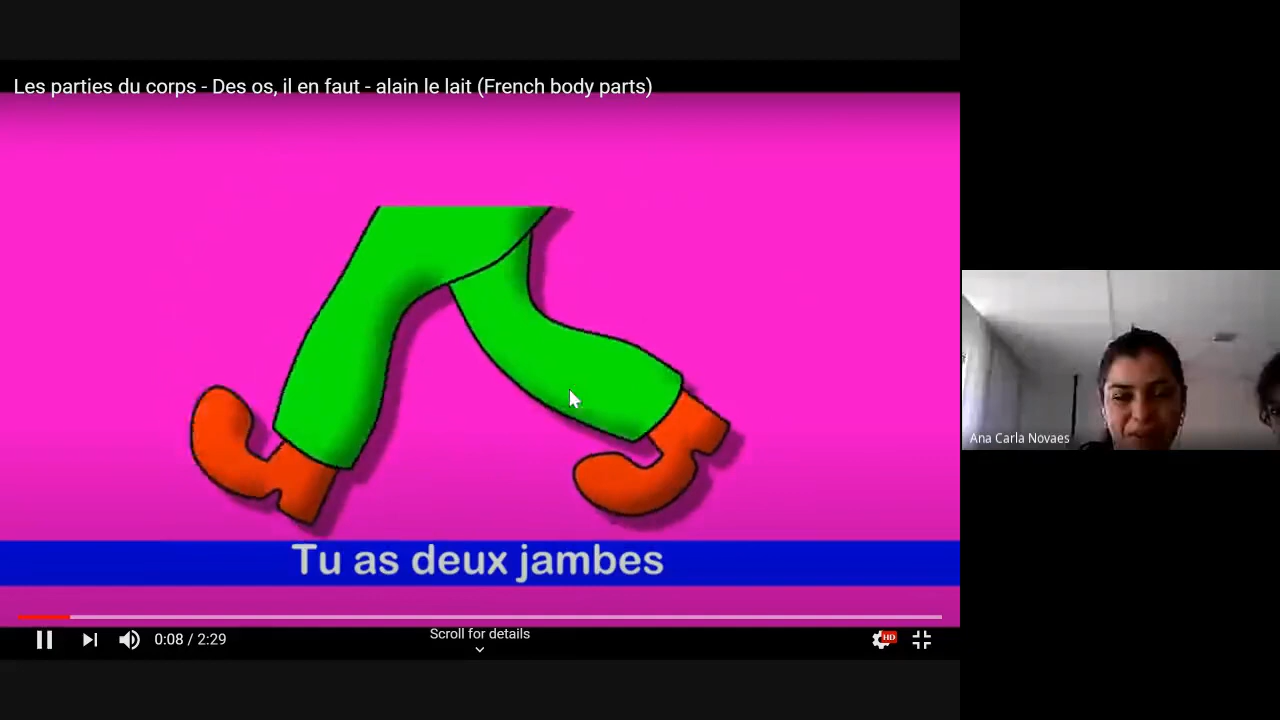 Les parties du corps - Des os, il en faut - alain le lait (French body parts)
Ana Carla Novaes
Tu as deux jambes
0:08 / 2:29
Scroll for details
HD